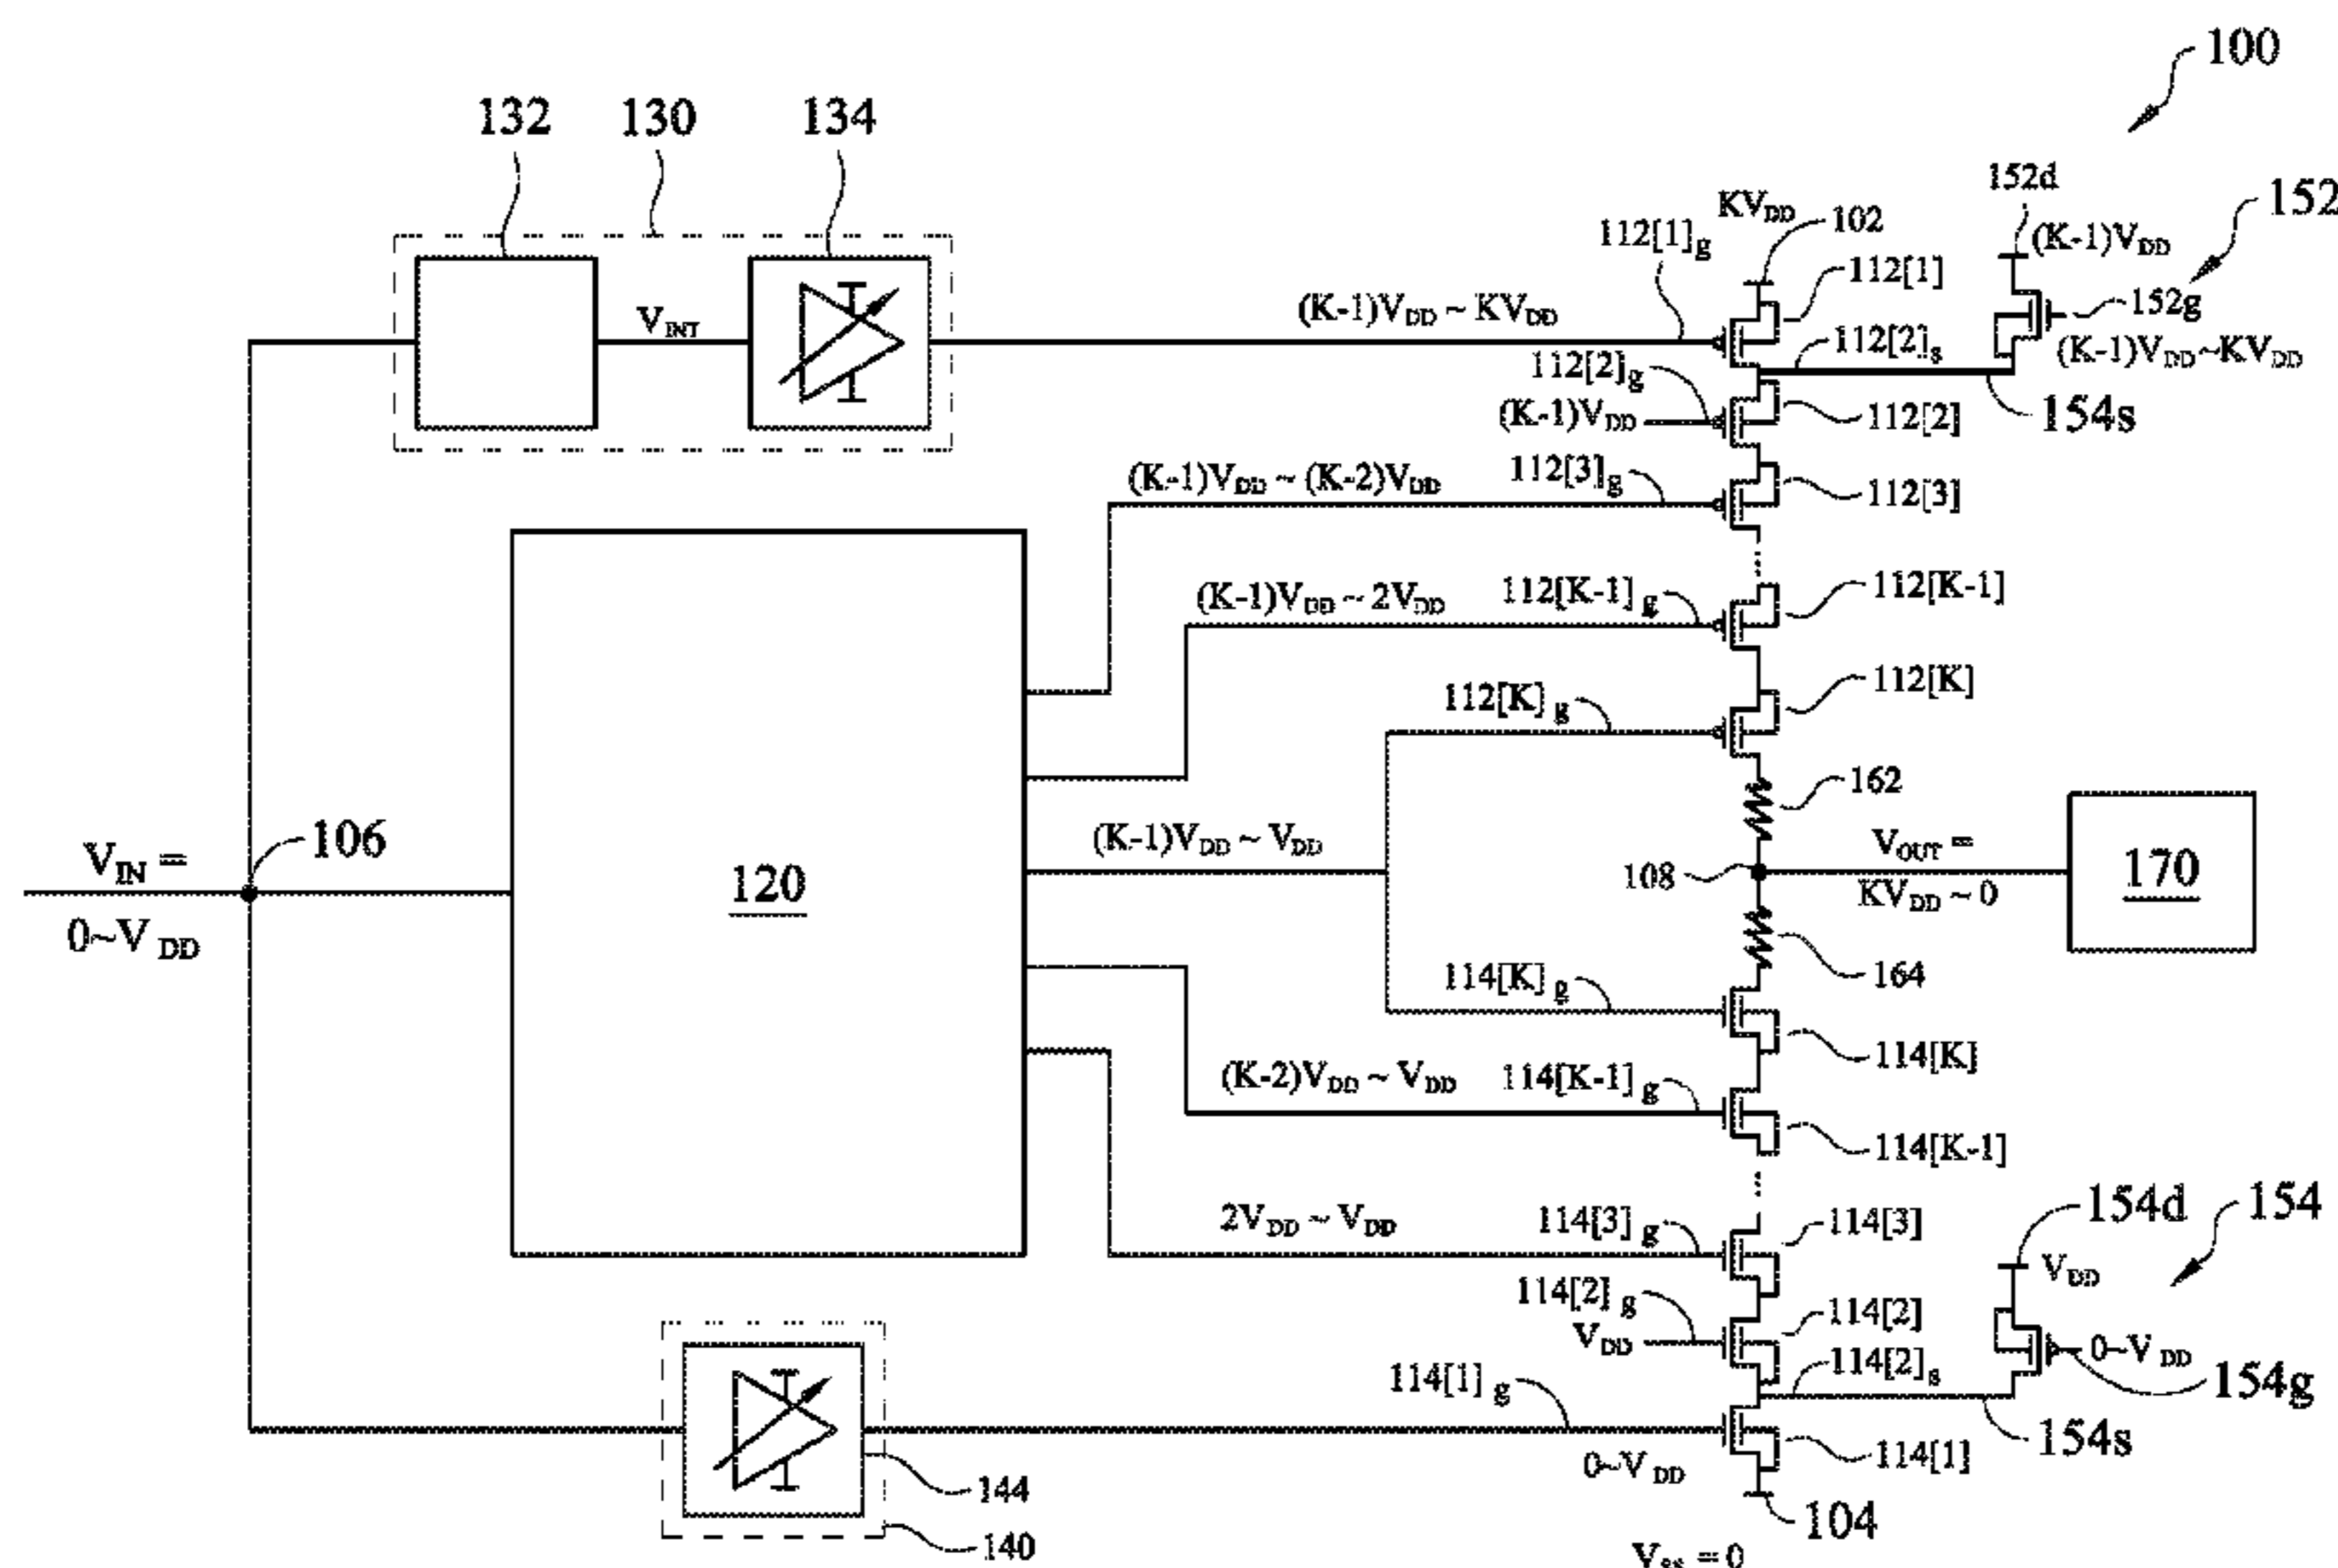 100
132
130
134
152d
152
KV_DD
102
(K-1)V_DD
112[1]_g
112[1]
152g
V_INT
(K-1)V_DD ~ KV_DD
112[2]_s
(K-1)V_DD~KV_DD
112[2]_g
(K-1)V_DD
112[2]
154s
(K-1)V_DD ~ (K-2)V_DD
112[3]_g
112[3]
(K-1)V_DD ~ 2V_DD
112[K-1]_g
112[K-1]
112[K]_g
112[K]
162
V_IN =
106
0~V_DD
120
(K-1)V_DD ~ V_DD
108
V_OUT =
KV_DD ~ 0
170
164
114[K]_g
114[K]
(K-2)V_DD ~ V_DD
114[K-1]_g
114[K-1]
2V_DD ~ V_DD
114[3]_g
114[3]
154d
154
V_DD
114[2]_g
114[2]
V_DD
114[2]_s
0~V_DD
154g
114[1]_g
154s
0~V_DD
114[1]
144
104
140
V_SS = 0